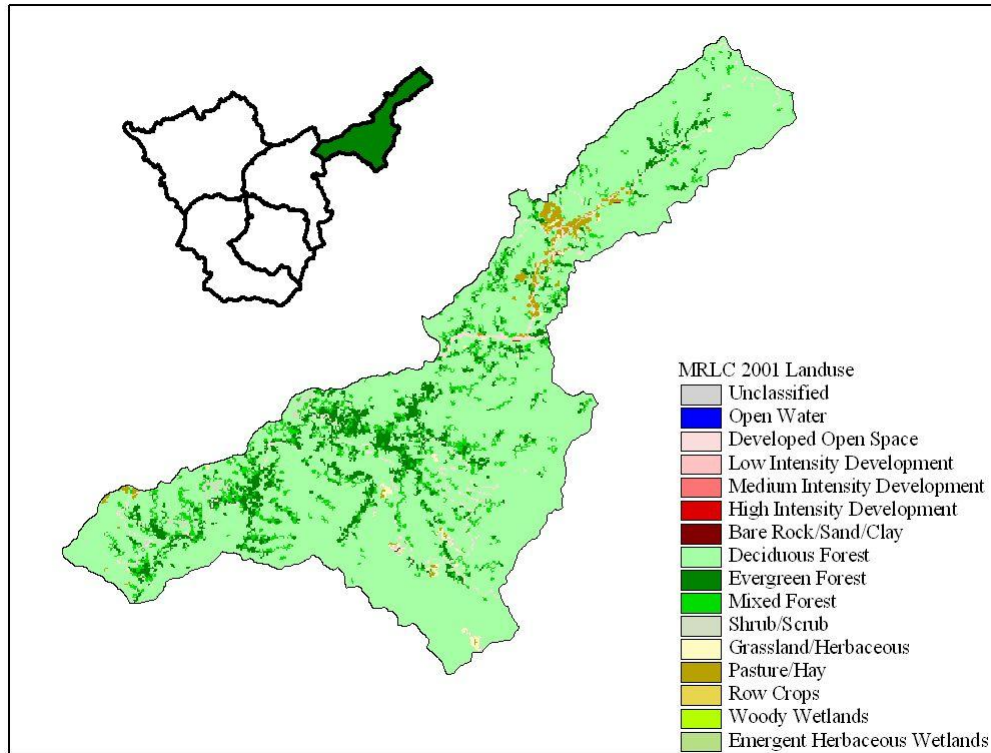 MRLC 2001 Landuse
Unclassified
Open Water
Developed Open Space
Low Intensity Development
Medium Intensity Development
High Intensity Development
Bare Rock/Sand/Clay
Deciduous Forest
Evergreen Forest
Mixed Forest
Shrub/Scrub
Grassland/Herbaceous
Pasture/Hay
Row Crops
Woody Wetlands
Emergent Herbaceous Wetlands